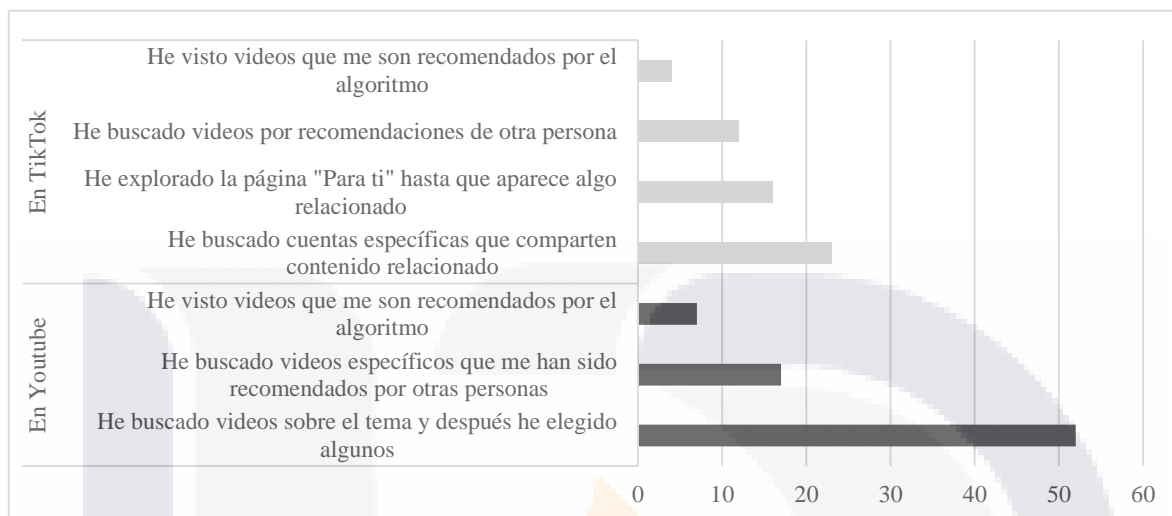 En TikTok
He visto videos que me son recomendados por el
algoritmo
He buscado videos por recomendaciones de otra persona
He explorado la página "Para ti" hasta que aparece algo
relacionado
He buscado cuentas específicas que comparten
contenido relacionado
En Youtube
He visto videos que me son recomendados por el
algoritmo
He buscado videos específicos que me han sido
recomendados por otras personas
He buscado videos sobre el tema y después he elegido
algunos
0 10 20 30 40 50 60